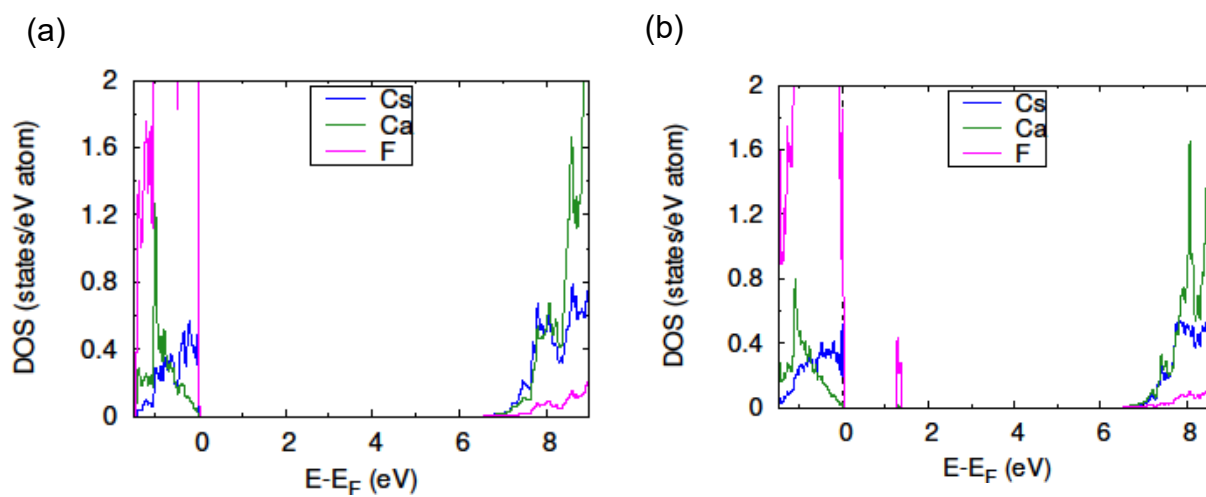 (a)
2
1.6
1.2
0.8
0.4
0
DOS (states/eV atom)
Cs
Ca
F
0 2 4 6 8
E-E_F (eV)
(b)
2
1.6
1.2
0.8
0.4
0
DOS (states/eV atom)
Cs
Ca
F
0 2 4 6 8
E-E_F (eV)